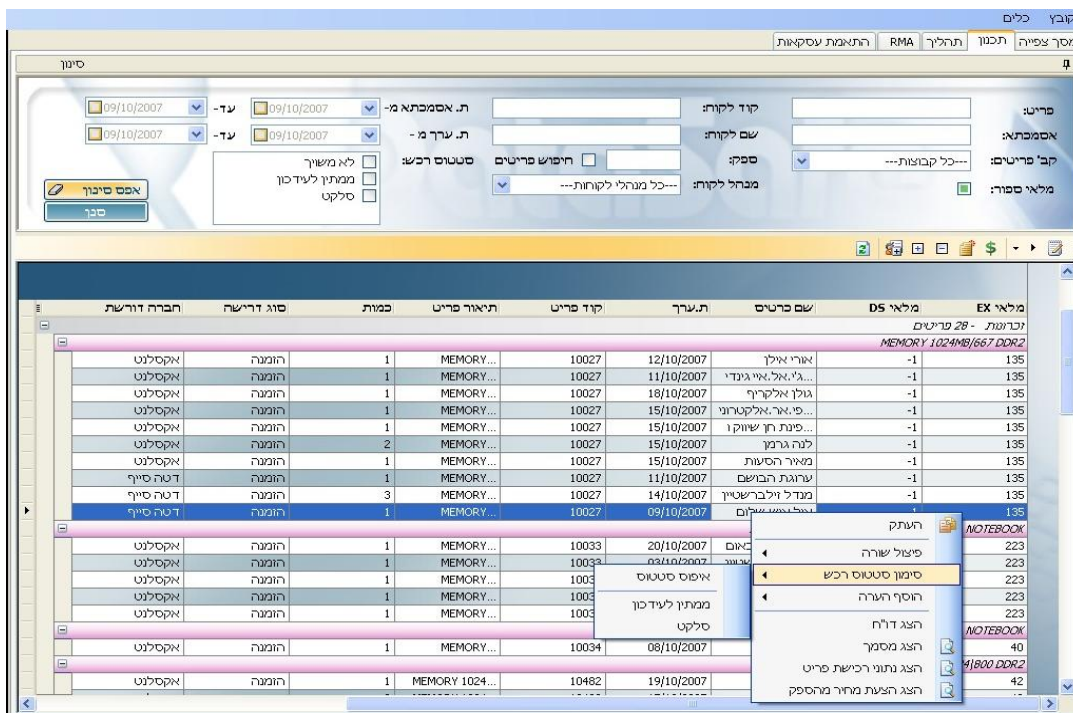 קובץ כלים
מסך צפייה תכנון תהליך RMA התאמת עסקאות
סינון
פריט: קוד לקוח: ת. אסמכתא מ- 09/10/2007 עד- 09/10/2007
אסמכתא: שם לקוח: ת. ערך מ - 09/10/2007 עד- 09/10/2007
קב' פריטים: ---כל קבוצות--- ספק: חיפוש פריטים סטטוס רכש: לא משויך
ממתין לעידכון
סלקט
מלאי ספור: מנהל לקוח: ---כל מנהלי לקוחות---
אפס סינון
סנן
מלאי EX מלאי DS שם כרטיס ת.ערך קוד פריט תיאור פריט כמות סוג דרישה חברה דורשת
זכרונות - 28 פריטים
MEMORY 1024MB/667 DDR2
135 -1 אורי אילן 12/10/2007 10027 MEMORY... 1 הזמנה אקסלנט
135 -1 ג'י.אל.איי גינדי... 11/10/2007 10027 MEMORY... 1 הזמנה אקסלנט
135 -1 גולן אלקריף 18/10/2007 10027 MEMORY... 1 הזמנה אקסלנט
135 -1 פי.אר.אלקטרוני... 15/10/2007 10027 MEMORY... 1 הזמנה אקסלנט
135 -1 פינת חן שיווק ו... 15/10/2007 10027 MEMORY... 1 הזמנה אקסלנט
135 -1 לנה גרמן 15/10/2007 10027 MEMORY... 2 הזמנה אקסלנט
135 -1 מאיר הסעות 15/10/2007 10027 MEMORY... 1 הזמנה אקסלנט
135 -1 ערוגת הבושם 11/10/2007 10027 MEMORY... 1 הזמנה דטה סייף
135 -1 מנדל זילברשטיין 14/10/2007 10027 MEMORY... 3 הזמנה דטה סייף
135 09/10/2007 10027 MEMORY... 1 הזמנה דטה סייף
NOTEBOOK
223 20/10/2007 10033 MEMORY... 1 הזמנה אקסלנט
223 03/10/2007 10033 MEMORY... 1 הזמנה אקסלנט
223 MEMORY... 1 הזמנה אקסלנט
223 MEMORY... 1 הזמנה אקסלנט
223 MEMORY... 1 הזמנה אקסלנט
NOTEBOOK
40 08/10/2007 10034 MEMORY... 1 הזמנה אקסלנט
800 DDR2
42 19/10/2007 10482 MEMORY 1024... 1 הזמנה אקסלנט
העתק
פיצול שורה
סימון סטטוס רכש
הוסף הערה
הצג דו"ח
הצג מסמך
הצג נתוני רכישת פריט
הצג הצעת מחיר מהספק
איפוס סטטוס
ממתין לעידכון
סלקט